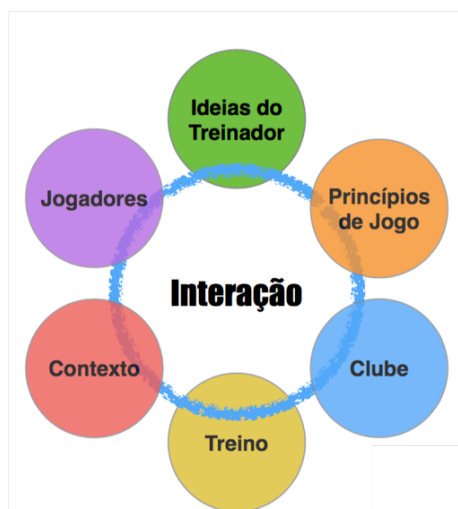 Ideias do
Treinador
Jogadores
Princípios
de Jogo
Interação
Contexto
Clube
Treino